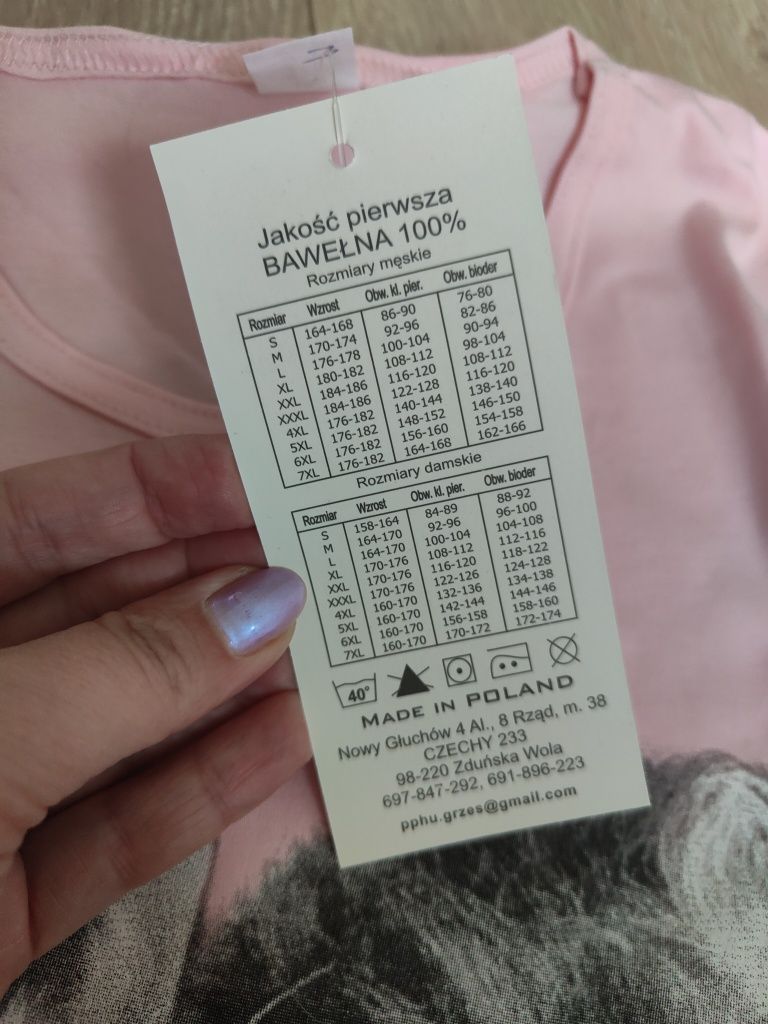 Jakość pierwsza
BAWEŁNA 100%
Rozmiary męskie
Rozmiar Wzrost Obw. kl. pier. Obw. bioder
S 164-168 86-90 76-80
M 170-174 92-96 82-86
L 176-178 100-104 90-94
XL 180-182 108-112 98-104
XXL 184-186 116-120 108-112
XXXL 184-186 122-128 116-120
4XL 176-182 140-144 138-140
5XL 176-182 148-152 146-150
6XL 176-182 156-160 154-158
7XL 176-182 164-168 162-166
Rozmiary damskie
Rozmiar Wzrost Obw. kl. pier. Obw. bioder
S 158-164 84-89 88-92
M 164-170 92-96 96-100
L 164-170 100-104 104-108
XL 170-176 108-112 112-116
XXL 170-176 116-120 118-122
XXXL 170-176 122-126 124-128
4XL 160-170 132-136 134-138
5XL 160-170 142-144 144-146
6XL 160-170 156-158 158-160
7XL 160-170 170-172 172-174
40°
MADE IN POLAND
Nowy Głuchów 4 Al., 8 Rząd, m. 38
CZECHY 233
98-220 Zduńska Wola
697-847-292, 691-896-223
pphu.grzes@gmail.com